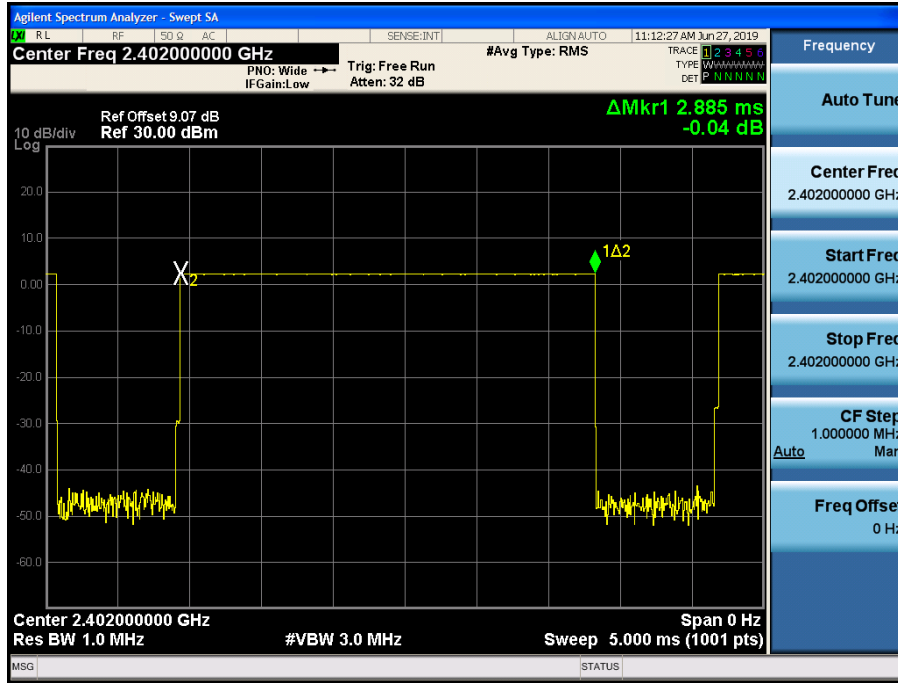 Agilent Spectrum Analyzer - Swept SA
LXI RL RF 50 Ω AC SENSE:INT ALIGN AUTO 11:12:27 AM Jun 27, 2019
Center Freq 2.402000000 GHz #Avg Type: RMS TRACE 1 2 3 4 5 6
PNO: Wide Trig: Free Run TYPE WWWWWW
IFGain:Low Atten: 32 dB DET P N N N N N
Ref Offset 9.07 dB ΔMkr1 2.885 ms
10 dB/div Ref 30.00 dBm -0.04 dB
Log
20.0
10.0
1Δ2
X2
0.00
-10.0
-20.0
-30.0
-40.0
-50.0
-60.0
Center 2.402000000 GHz Span 0 Hz
Res BW 1.0 MHz #VBW 3.0 MHz Sweep 5.000 ms (1001 pts)
MSG STATUS
Frequency
Auto Tune
Center Freq
2.402000000 GHz
Start Freq
2.402000000 GHz
Stop Freq
2.402000000 GHz
CF Step
1.000000 MHz
Auto Man
Freq Offset
0 Hz